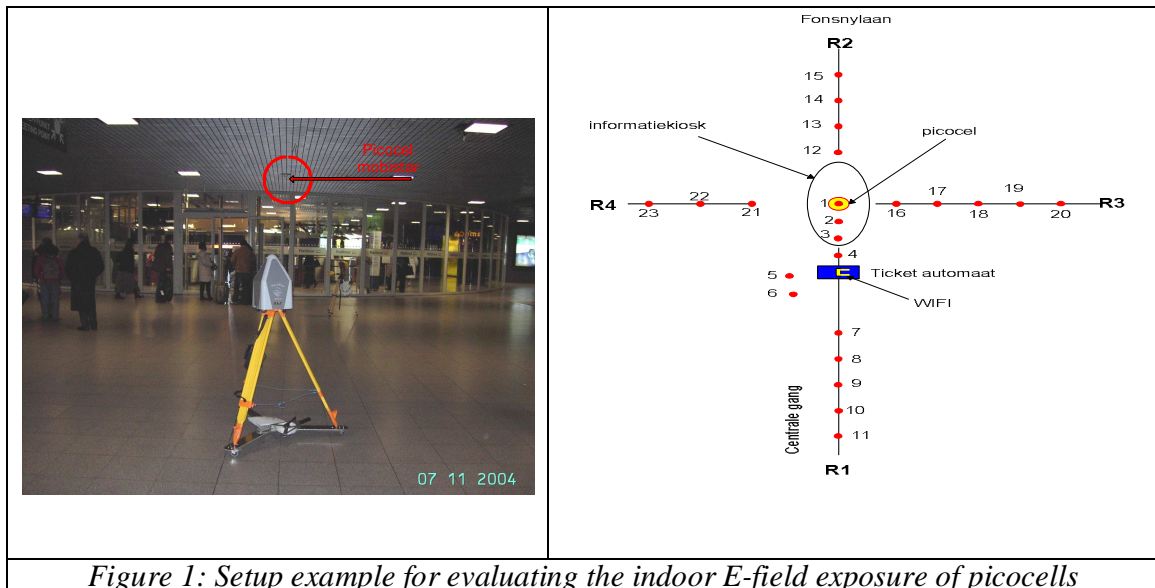 Picocel
mobistar
07 11 2004
Fonsnylaan
R2
15
14
13
12
informatiekiosk
picocel
R4
23
22
21
1
2
3
4
16
17
18
19
20
R3
5
6
Ticket automaat
WIFI
7
8
9
10
11
Centrale gang
R1
Figure 1: Setup example for evaluating the indoor E-field exposure of picocells